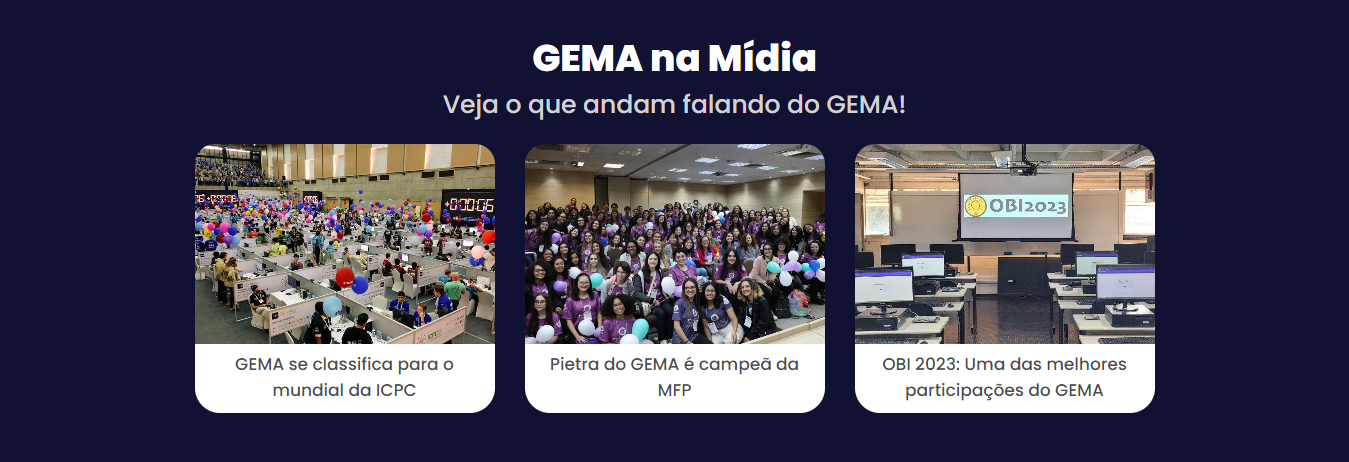 GEMA na Mídia
Veja o que andam falando do GEMA!
OBI2023
GEMA se classifica para o
mundial da ICPC
Pietra do GEMA é campeã da
MFP
OBI 2023: Uma das melhores
participações do GEMA